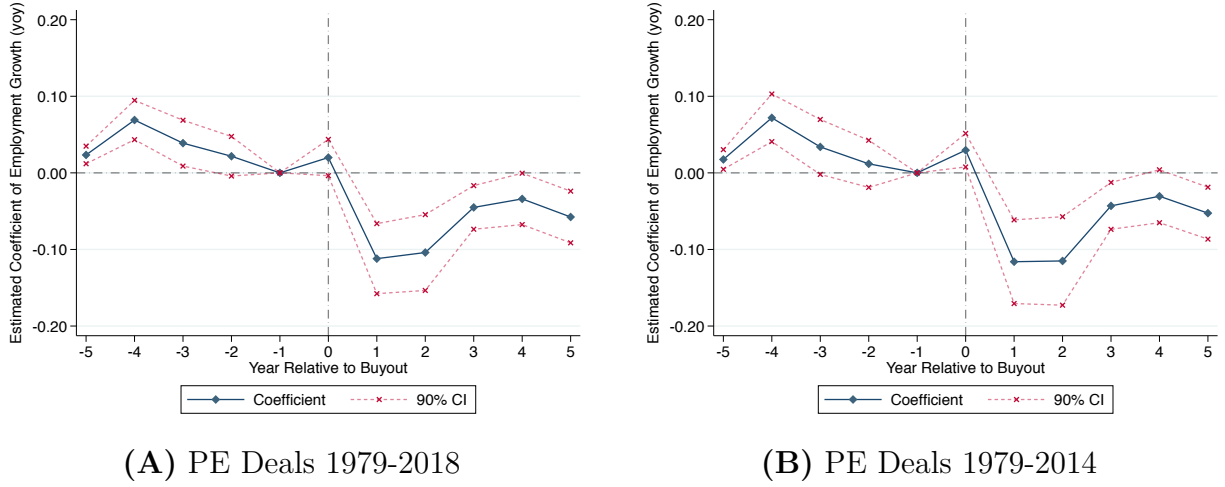 Estimated Coefficient of Employment Growth (yoy)
0.20
0.10
0.00
-0.10
-0.20
-5 -4 -3 -2 -1 0 1 2 3 4 5
Year Relative to Buyout
Coefficient 90% CI
(A) PE Deals 1979-2018
Estimated Coefficient of Employment Growth (yoy)
0.20
0.10
0.00
-0.10
-0.20
-5 -4 -3 -2 -1 0 1 2 3 4 5
Year Relative to Buyout
Coefficient 90% CI
(B) PE Deals 1979-2014